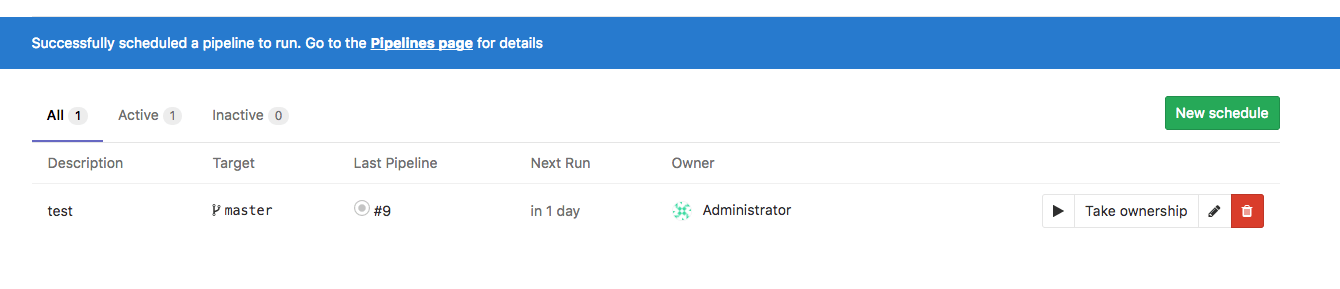 Successfully scheduled a pipeline to run. Go to the Pipelines page for details
All 1 Active 1 Inactive 0 New schedule
Description Target Last Pipeline Next Run Owner
test master #9 in 1 day Administrator Take ownership